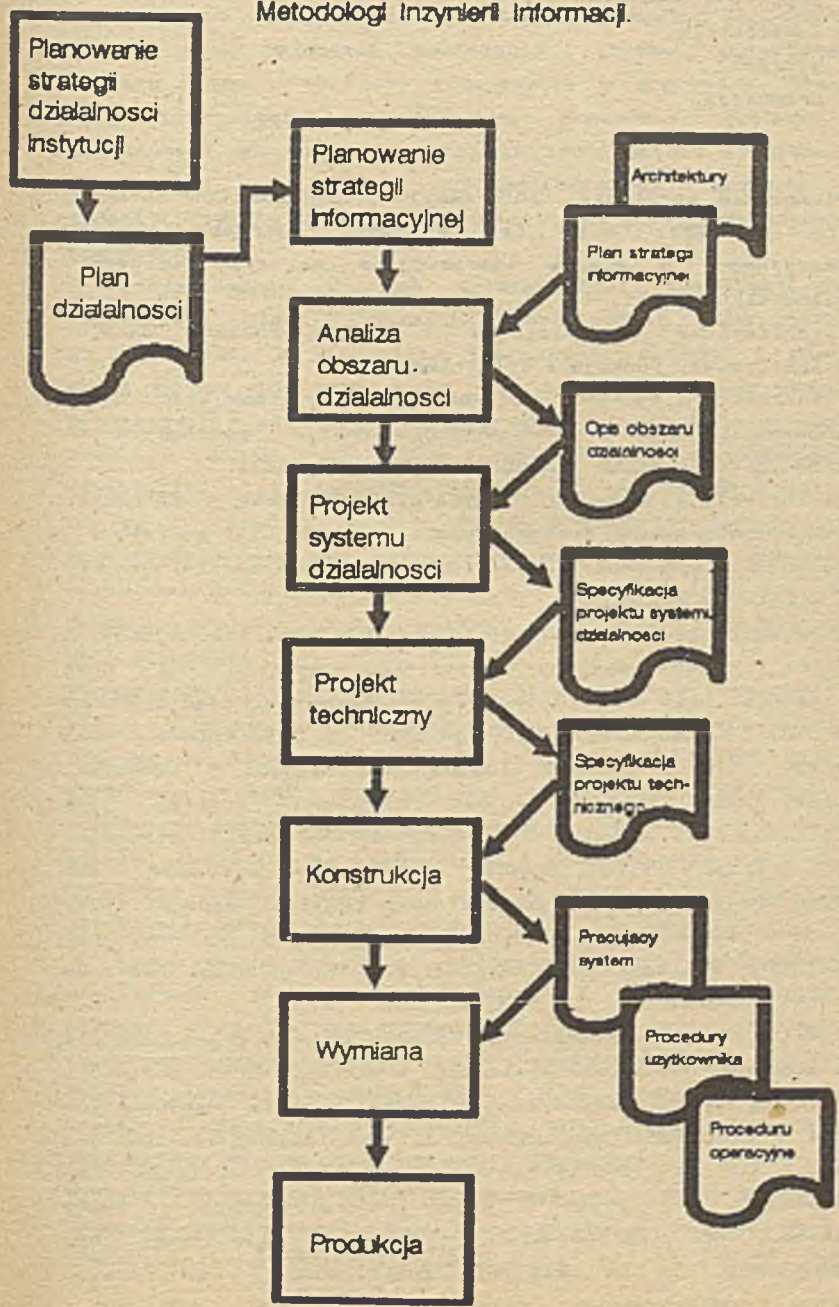 Metodologi Inzynierii Informacji.
Planowanie
strategii
dzialalnosci
Instytucji
Plan
dzialalnosci
Planowanie
strategii
informacyjnej
Architektury
Plan strategii
informacyjnei
Analiza
obszaru.
dzialalnosci
Opis obszaru
dzialalnosci
Projekt
systemu
dzialalnosci
Specyfikacja
projektu systemu
dzialalnosci
Projekt
techniczny
Specyfikacja
projektu tech-
nicznego
Konstrukcja
Pracujacy
system
Wymiana
Procedury
uzytkownika
Proceduru
operacyjne
Produkcja